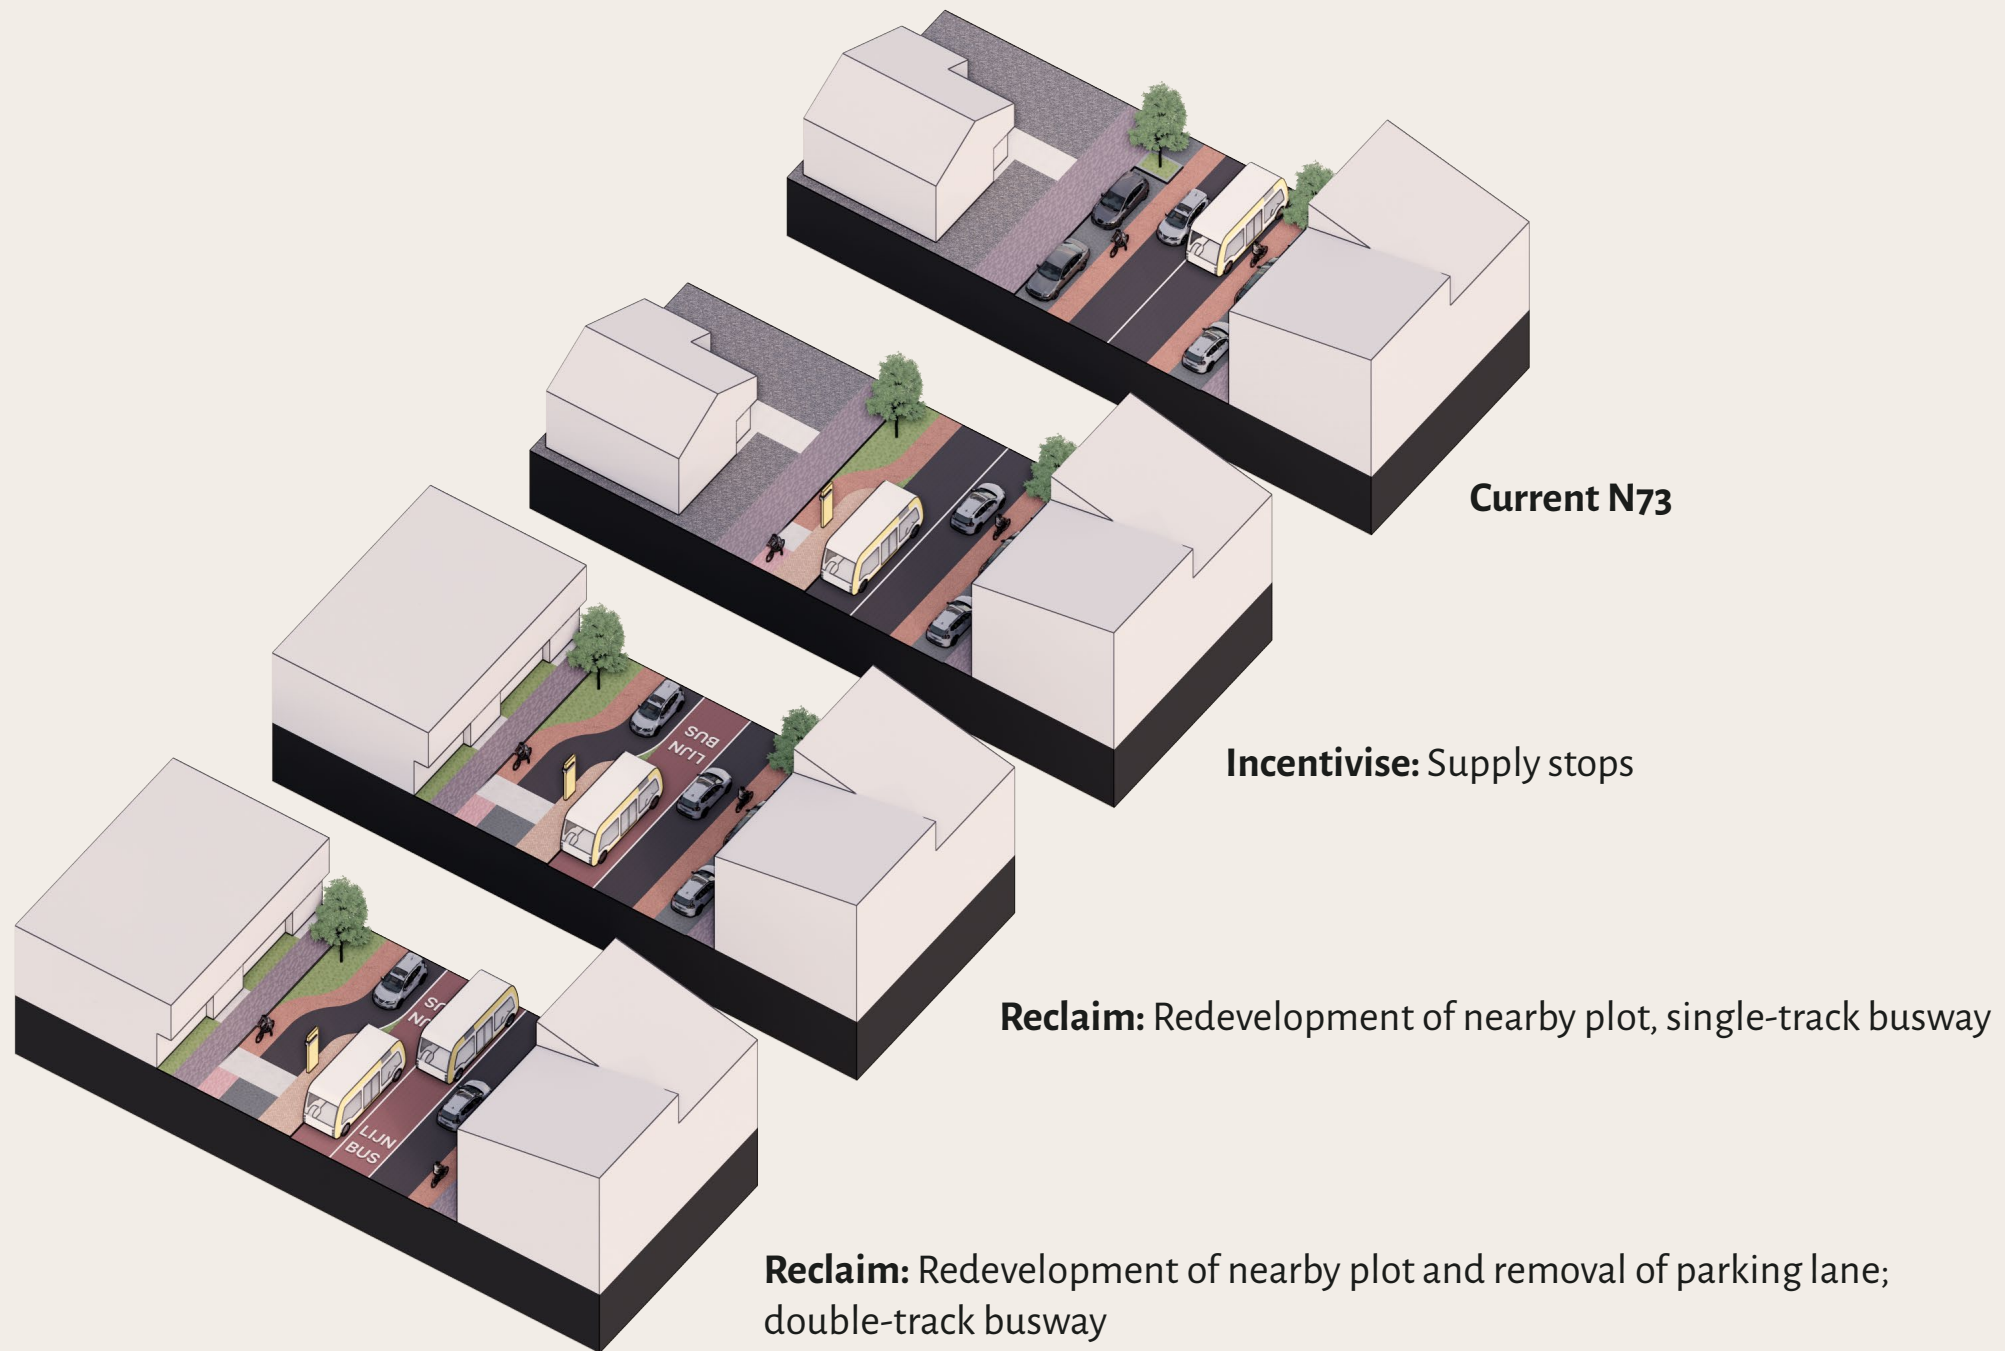 Current N73
Incentivise: Supply stops
BUS
LIJN
Reclaim: Redevelopment of nearby plot, single-track busway
LIJN
BUS
Reclaim: Redevelopment of nearby plot and removal of parking lane;
double-track busway